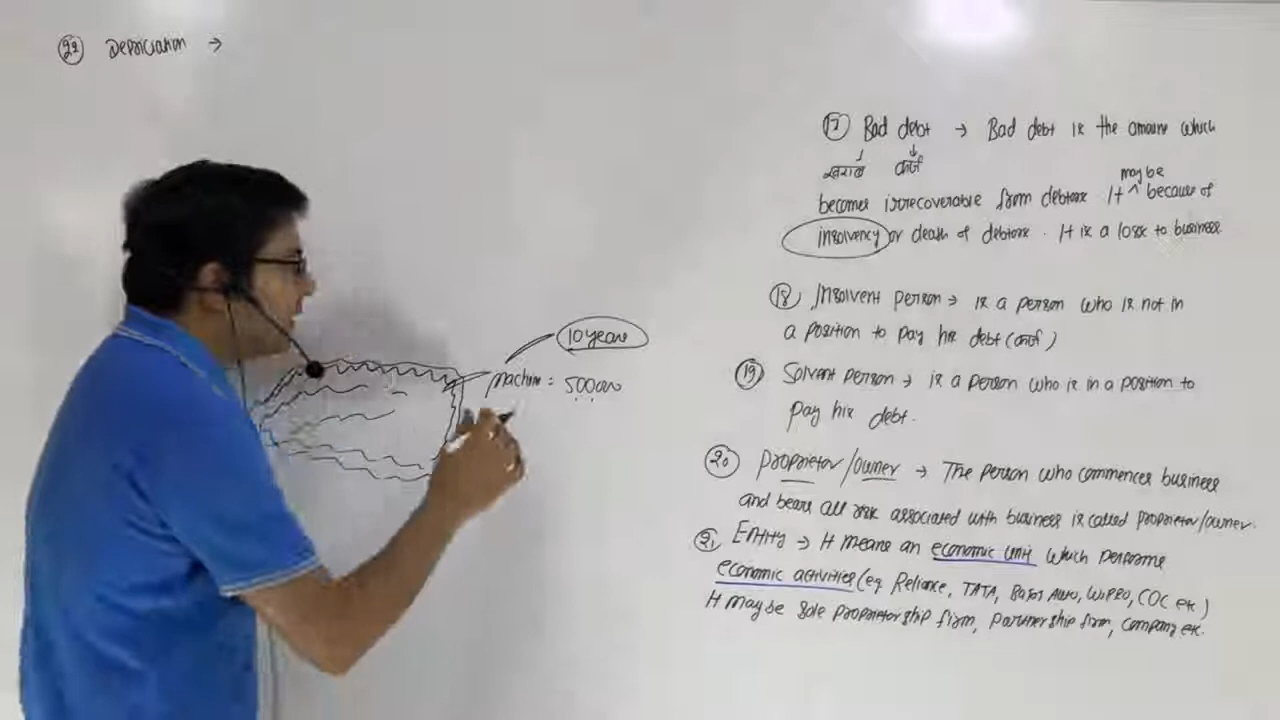 22 Depriciation →
10 years
machine = 500000
17 Bad debt → Bad debt is the amount which
खराब कर्ज
may be
becomes irrecoverable from debtors It ^ because of
insolvency or death of debtors. It is a loss to business
18 Insolvent person → is a person who is not in
a position to pay his debt (कर्ज)
19 Solvent person → is a person who is in a position to
pay his debt.
20 Proprietor/owner → The person who commences business
and bears all risk associated with business is called proprietor/owner.
21 Entity → It means an economic unit which performs
economic activities (eg Reliance, TATA, Bajaj Auto, WIPRO, COC etc)
It may be sole proprietorship firm, partnership firm, company etc.